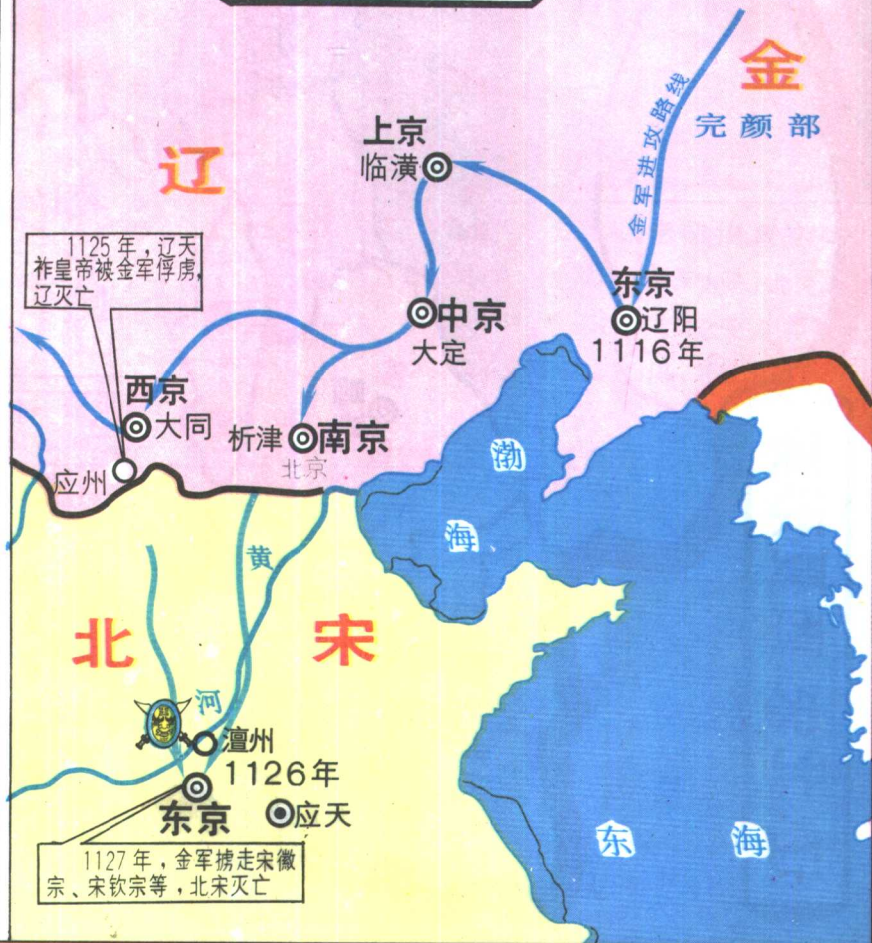 金
完颜部
金军进攻路线
上京
临潢
辽
1125年，辽天
祚皇帝被金军俘虏，
辽灭亡
东京
辽阳
1116年
中京
大定
西京
大同
析津
南京
北京
应州
渤
海
黄
河
北宋
澶州
1126年
东京
应天
1127年，金军掳走宋徽
宗、宋钦宗等，北宋灭亡
东海